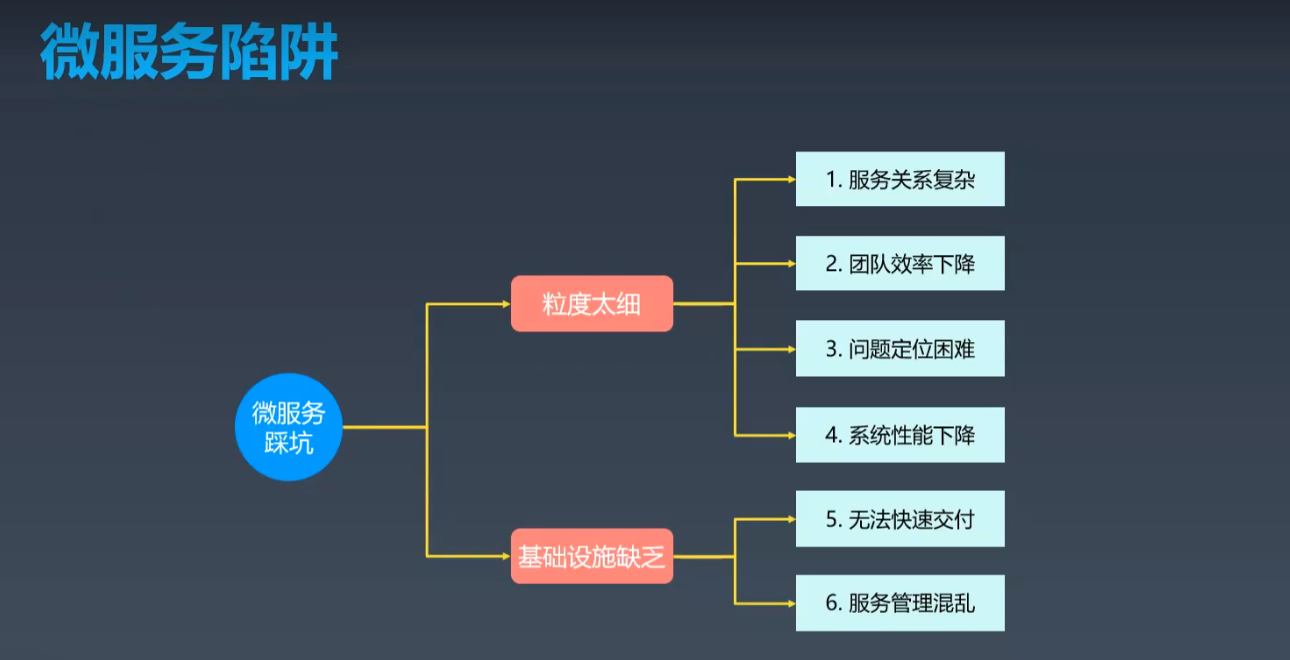 微服务陷阱
微服务
踩坑
粒度太细
1. 服务关系复杂
2. 团队效率下降
3. 问题定位困难
4. 系统性能下降
基础设施缺乏
5. 无法快速交付
6. 服务管理混乱